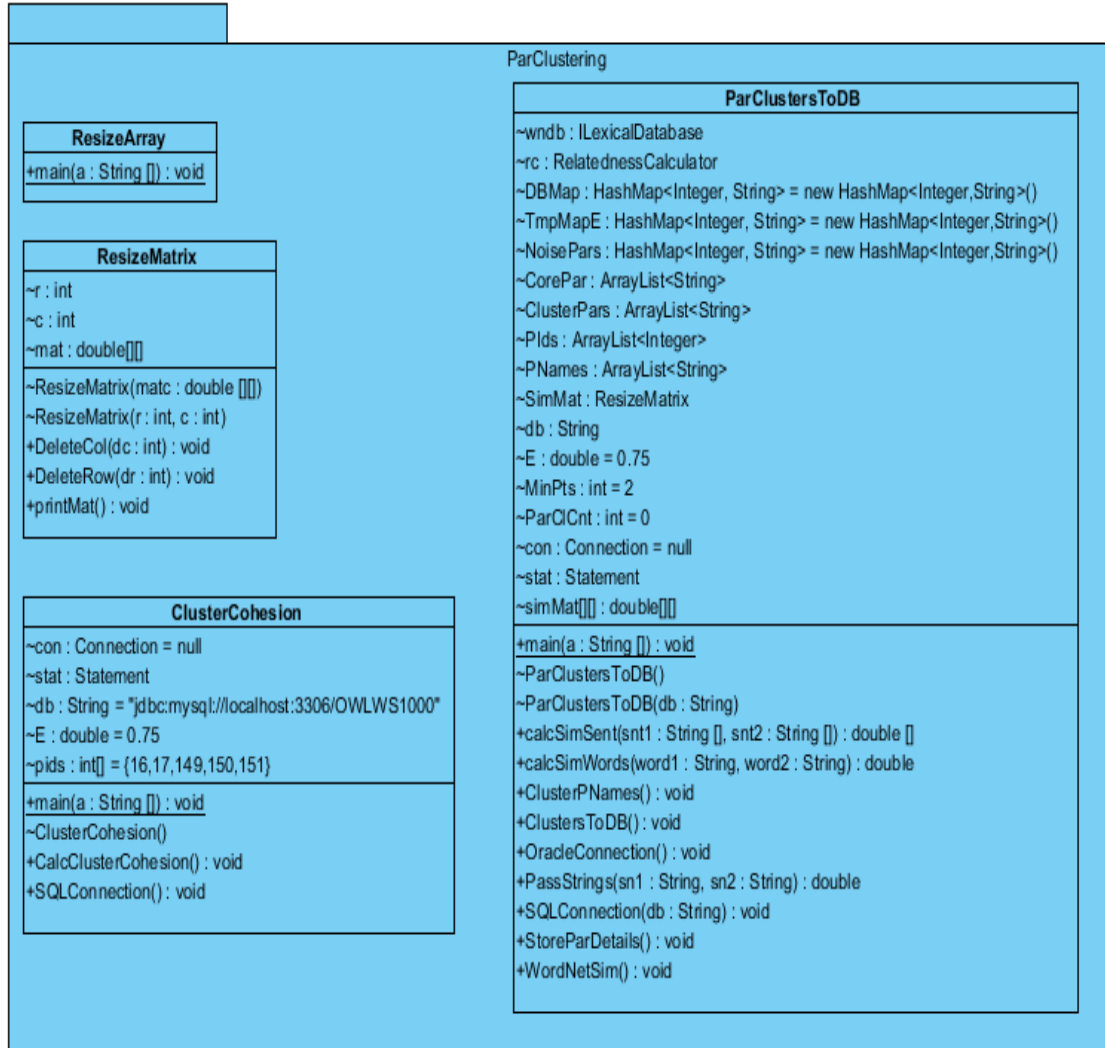 ParClustering
ResizeArray
+main(a : String []) : void
ResizeMatrix
~r : int
~c : int
~mat : double[][]
~ResizeMatrix(matc : double [][])
~ResizeMatrix(r : int, c : int)
+DeleteCol(dc : int) : void
+DeleteRow(dr : int) : void
+printMat() : void
ClusterCohesion
~con : Connection = null
~stat : Statement
~db : String = "jdbc:mysql://localhost:3306/OWLWS1000"
~E : double = 0.75
~pids : int[] = {16,17,149,150,151}
+main(a : String []) : void
~ClusterCohesion()
+CalcClusterCohesion() : void
+SQLConnection() : void
ParClustersToDB
~wndb : ILexicalDatabase
~rc : RelatednessCalculator
~DBMap : HashMap<Integer, String> = new HashMap<Integer,String>()
~TmpMapE : HashMap<Integer, String> = new HashMap<Integer,String>()
~NoisePars : HashMap<Integer, String> = new HashMap<Integer,String>()
~CorePar : ArrayList<String>
~ClusterPars : ArrayList<String>
~PIds : ArrayList<Integer>
~PNames : ArrayList<String>
~SimMat : ResizeMatrix
~db : String
~E : double = 0.75
~MinPts : int = 2
~ParClCnt : int = 0
~con : Connection = null
~stat : Statement
~simMat[][] : double[][]
+main(a : String []) : void
~ParClustersToDB()
~ParClustersToDB(db : String)
+calcSimSent(snt1 : String [], snt2 : String []) : double []
+calcSimWords(word1 : String, word2 : String) : double
+ClusterPNames() : void
+ClustersToDB() : void
+OracleConnection() : void
+PassStrings(sn1 : String, sn2 : String) : double
+SQLConnection(db : String) : void
+StoreParDetails() : void
+WordNetSim() : void